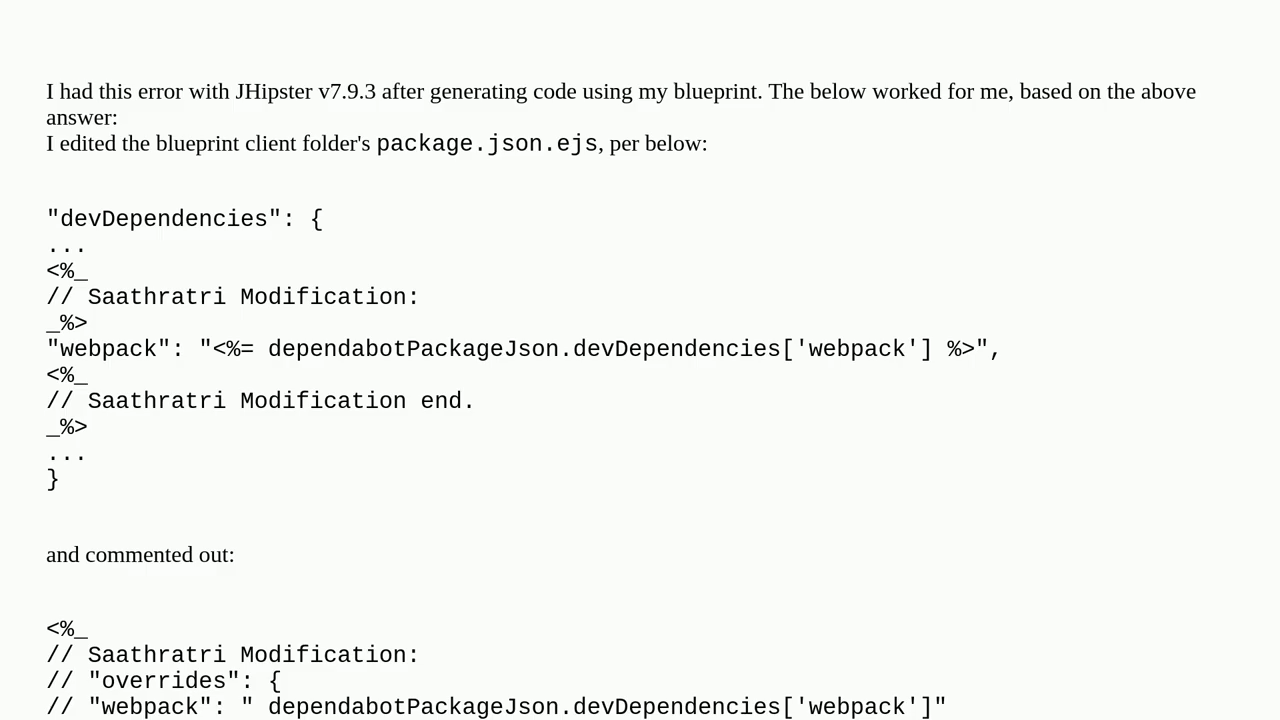 I had this error with JHipster v7.9.3 after generating code using my blueprint. The below worked for me, based on the above
answer:
I edited the blueprint client folder's package.json.ejs, per below:
"devDependencies": {
...
<%_
// Saathratri Modification:
_%>
"webpack": "<%= dependabotPackageJson.devDependencies['webpack'] %>",
<%_
// Saathratri Modification end.
_%>
...
}
and commented out:
<%_
// Saathratri Modification:
// "overrides": {
// "webpack": " dependabotPackageJson.devDependencies['webpack']"